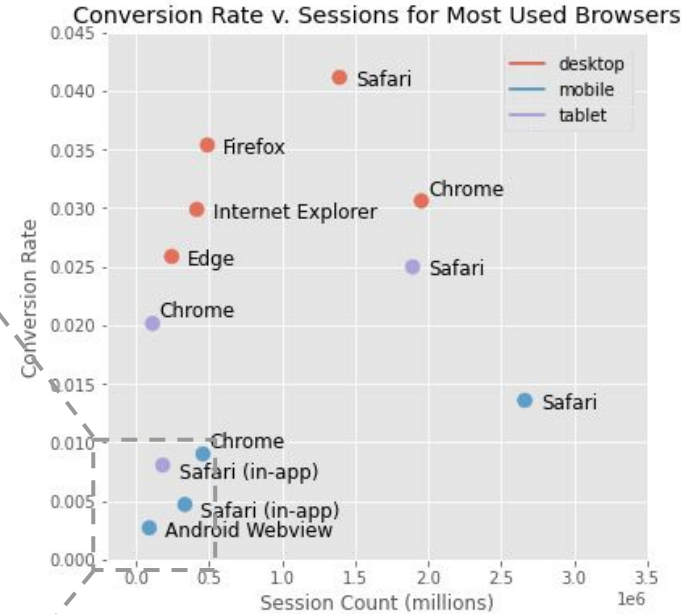 Conversion Rate v. Sessions for Most Used Browsers
0.045
desktop
mobile
tablet
Safari
0.040
Firefox
0.035
Chrome
Internet Explorer
0.030
Edge
Safari
0.025
Chrome
0.020
Conversion Rate
0.015
Safari
0.010
Chrome
Safari (in-app)
0.005
Safari (in-app)
Android Webview
0.000
0.0 0.5 1.0 1.5 2.0 2.5 3.0 3.5
1e6
Session Count (millions)